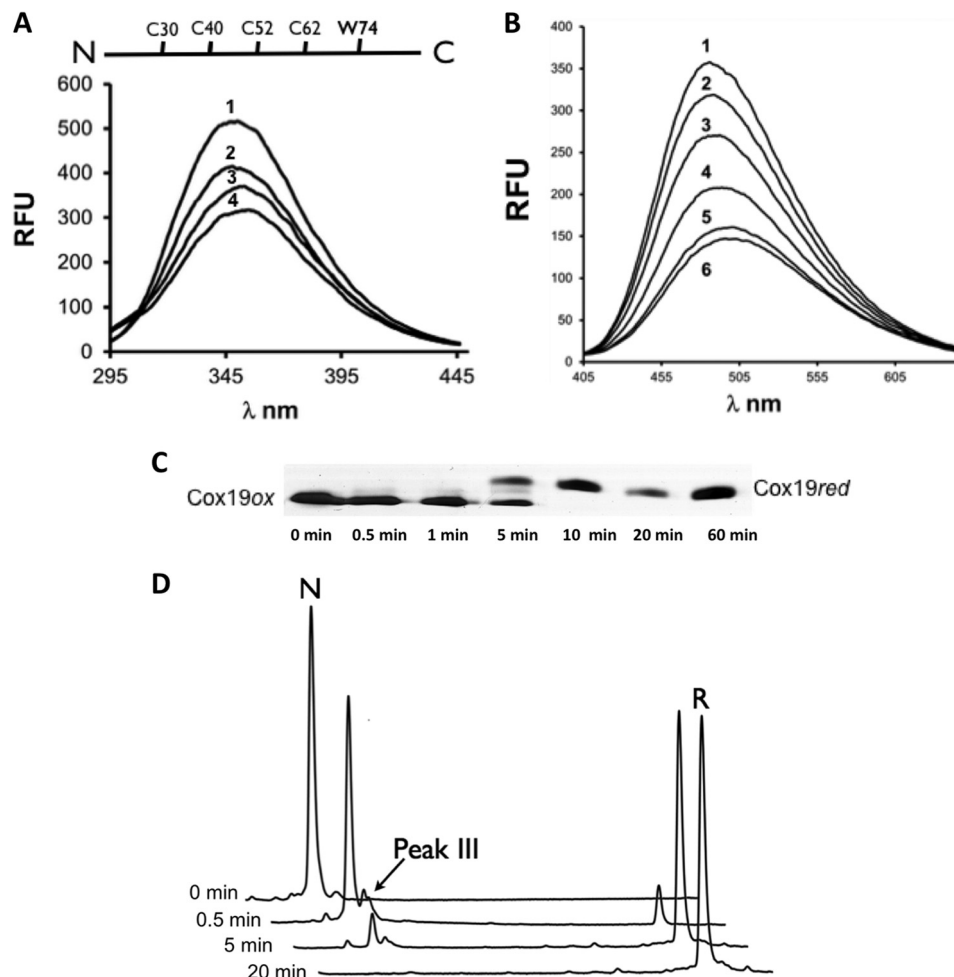 A
C30 C40 C52 C62 W74
N C
600
500
400
300
200
100
0
RFU
1
2
3
4
295 345 395 445
λ nm
B
400
350
300
250
200
150
100
50
0
RFU
1
2
3
4
5
6
405 455 505 555 605
λ nm
C
Cox19ox
Cox19red
0 min 0.5 min 1 min 5 min 10 min 20 min 60 min
D
N
R
Peak III
0 min
0.5 min
5 min
20 min